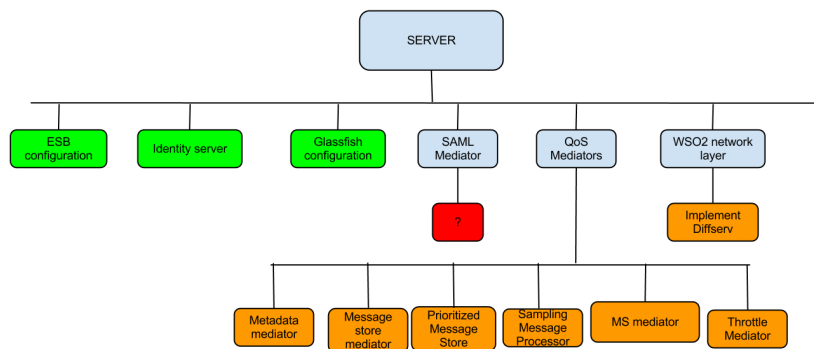 SERVER
ESB
configuration
Identity server
Glassfish
configuration
SAML
Mediator
QoS
Mediators
WSO2 network
layer
?
Implement
Diffserv
Metadata
mediator
Message
store
mediator
Prioritized
Message
Store
Sampling
Message
Processor
MS mediator
Throttle
Mediator